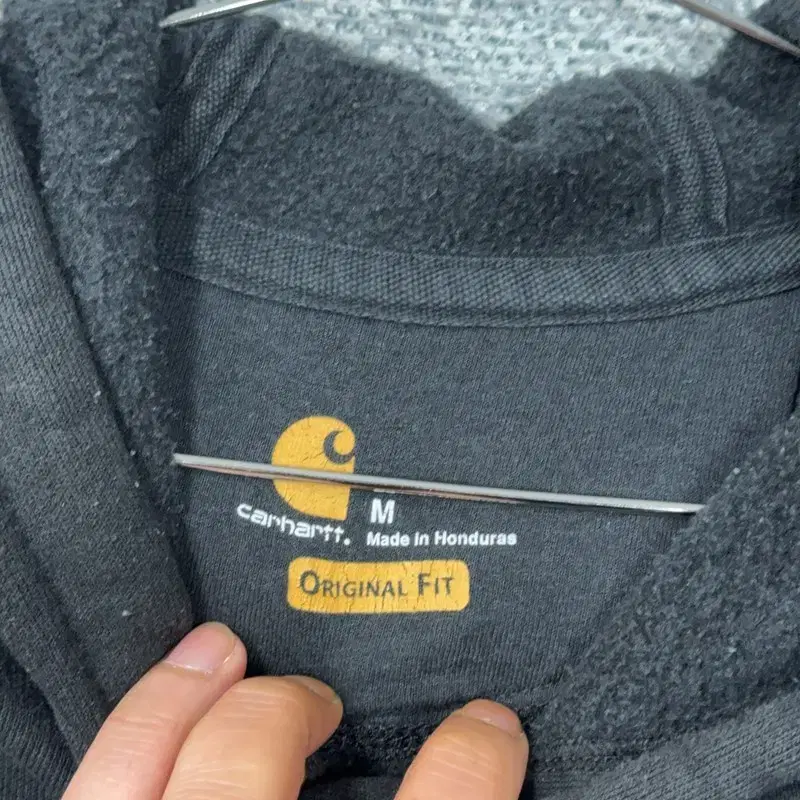 M
carhartt.
Made in Honduras
ORIGINAL FIT